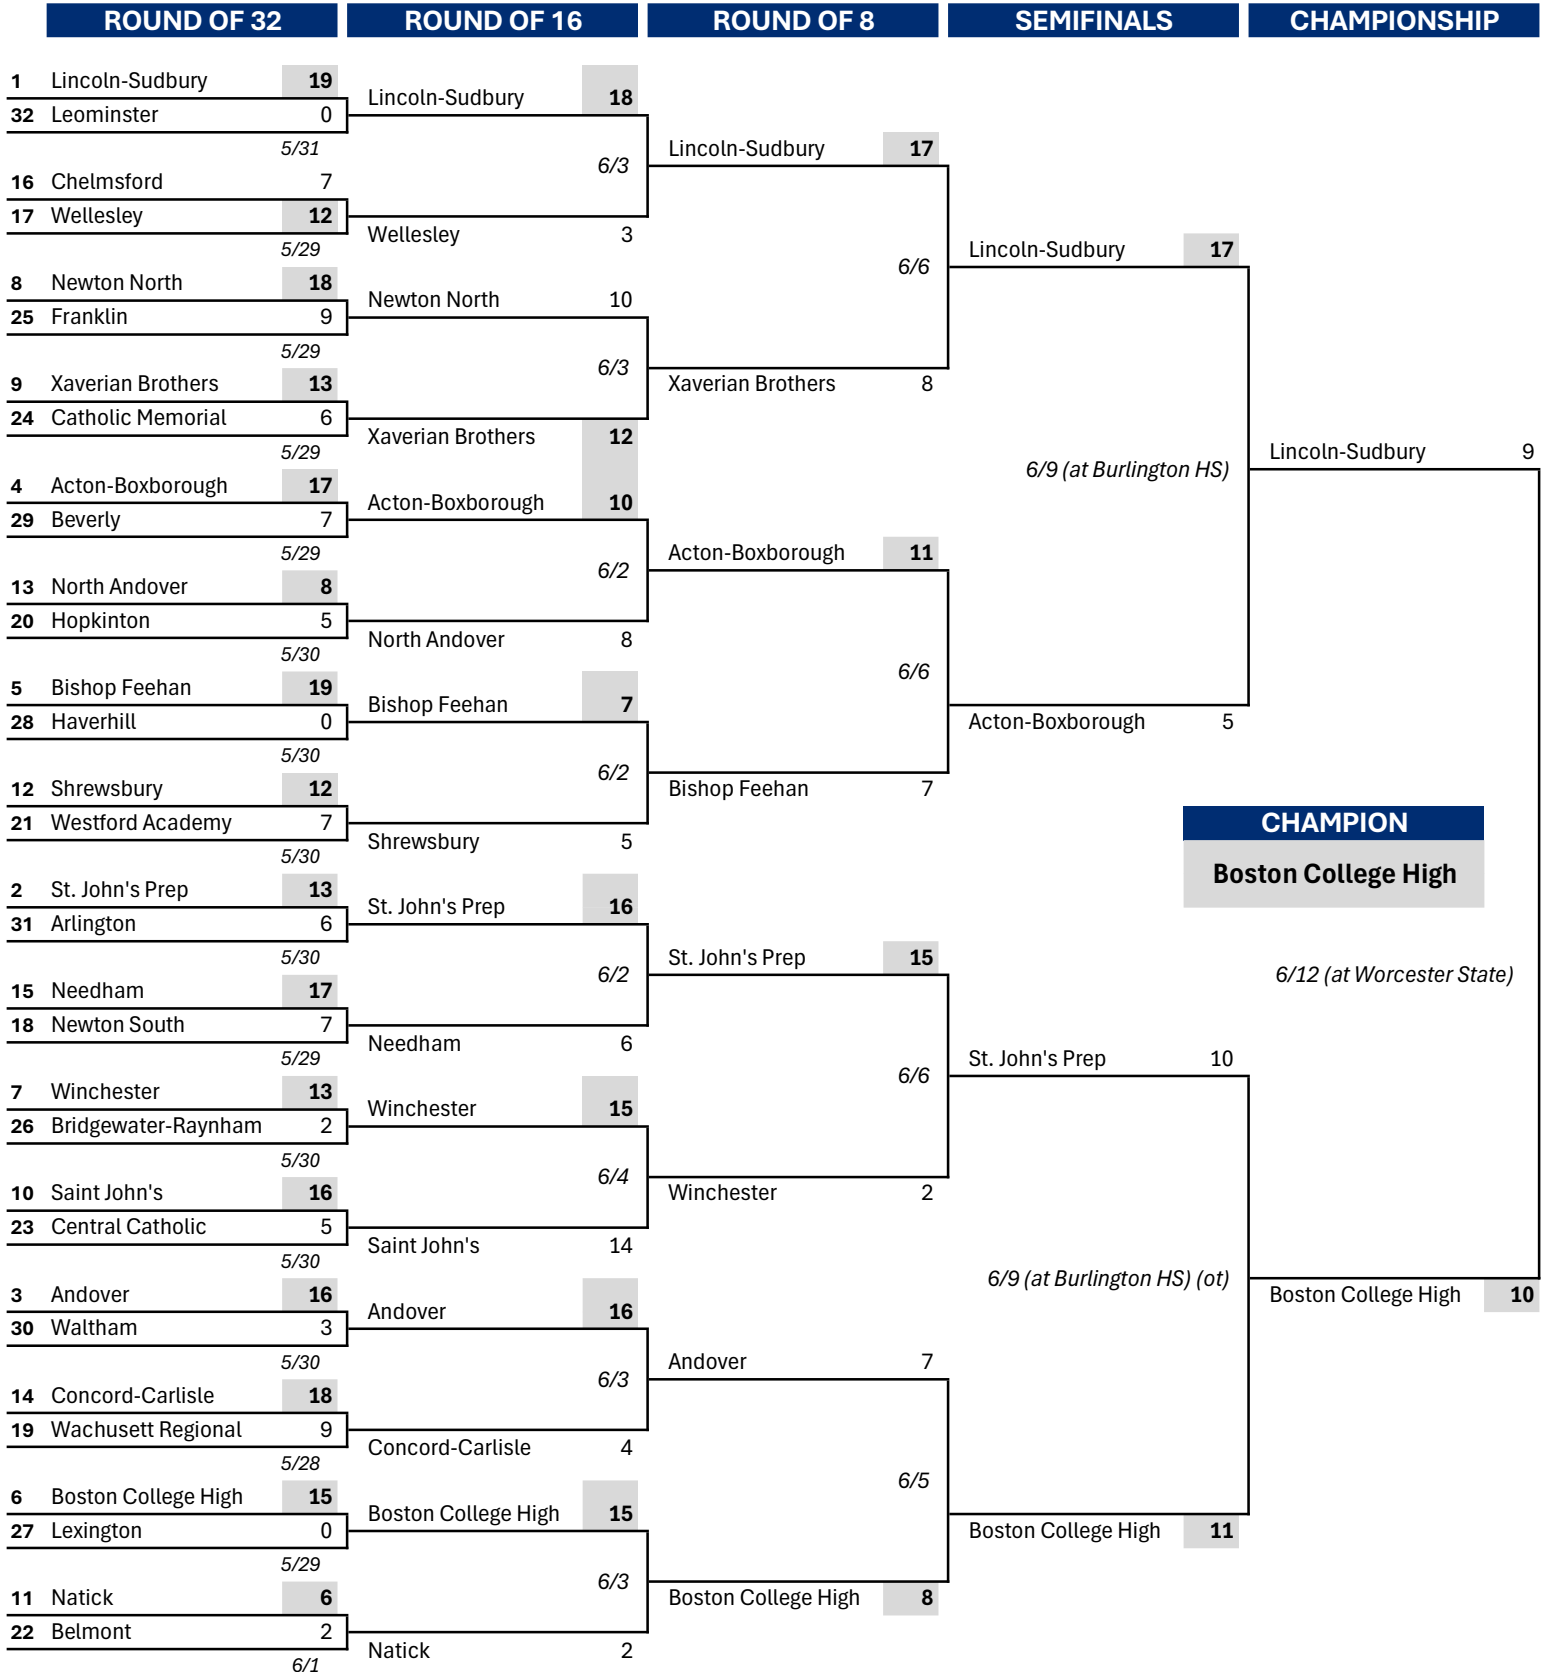 ROUND OF 32 ROUND OF 16 ROUND OF 8 SEMIFINALS CHAMPIONSHIP
1 Lincoln-Sudbury 19
32 Leominster 0
5/31
16 Chelmsford 7
17 Wellesley 12
5/29
8 Newton North 18
25 Franklin 9
5/29
9 Xaverian Brothers 13
24 Catholic Memorial 6
5/29
4 Acton-Boxborough 17
29 Beverly 7
5/29
13 North Andover 8
20 Hopkinton 5
5/30
5 Bishop Feehan 19
28 Haverhill 0
5/30
12 Shrewsbury 12
21 Westford Academy 7
5/30
2 St. John's Prep 13
31 Arlington 6
5/30
15 Needham 17
18 Newton South 7
5/29
7 Winchester 13
26 Bridgewater-Raynham 2
5/30
10 Saint John's 16
23 Central Catholic 5
5/30
3 Andover 16
30 Waltham 3
5/30
14 Concord-Carlisle 18
19 Wachusett Regional 9
5/28
6 Boston College High 15
27 Lexington 0
5/29
11 Natick 6
22 Belmont 2
6/1
Lincoln-Sudbury 18
6/3
Wellesley 3
Newton North 10
6/3
Xaverian Brothers 12
Acton-Boxborough 10
6/2
North Andover 8
Bishop Feehan 7
6/2
Shrewsbury 5
St. John's Prep 16
6/2
Needham 6
Winchester 15
6/4
Saint John's 14
Andover 16
6/3
Concord-Carlisle 4
Boston College High 15
6/3
Natick 2
Lincoln-Sudbury 17
6/6
Xaverian Brothers 8
Acton-Boxborough 11
6/6
Bishop Feehan 7
St. John's Prep 15
6/6
Winchester 2
Andover 7
6/5
Boston College High 8
Lincoln-Sudbury 17
6/9 (at Burlington HS)
Acton-Boxborough 5
St. John's Prep 10
6/9 (at Burlington HS) (ot)
Boston College High 11
Lincoln-Sudbury 9
CHAMPION
Boston College High
6/12 (at Worcester State)
Boston College High 10